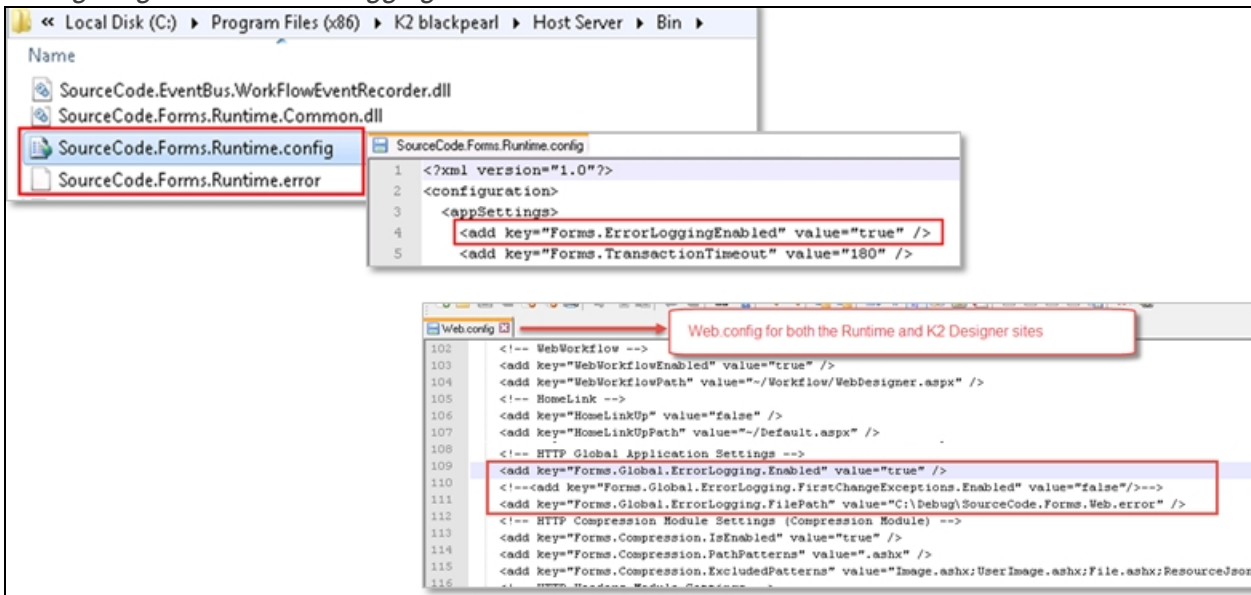 « Local Disk (C:) ▸ Program Files (x86) ▸ K2 blackpearl ▸ Host Server ▸ Bin ▸
Name
SourceCode.EventBus.WorkFlowEventRecorder.dll
SourceCode.Forms.Runtime.Common.dll
SourceCode.Forms.Runtime.config
SourceCode.Forms.Runtime.error
SourceCode.Forms.Runtime.config
1 <?xml version="1.0"?>
2 <configuration>
3 <appSettings>
4 <add key="Forms.ErrorLoggingEnabled" value="true" />
5 <add key="Forms.TransactionTimeout" value="180" />
Web.config
Web.config for both the Runtime and K2 Designer sites
102 <!-- WebWorkflow -->
103 <add key="WebWorkflowEnabled" value="true" />
104 <add key="WebWorkflowPath" value="~/Workflow/WebDesigner.aspx" />
105 <!-- HomeLink -->
106 <add key="HomeLinkUp" value="false" />
107 <add key="HomeLinkUpPath" value="~/Default.aspx" />
108 <!-- HTTP Global Application Settings -->
109 <add key="Forms.Global.ErrorLogging.Enabled" value="true" />
110 <!--<add key="Forms.Global.ErrorLogging.FirstChangeExceptions.Enabled" value="false"/>-->
111 <add key="Forms.Global.ErrorLogging.FilePath" value="C:\Debug\SourceCode.Forms.Web.error" />
112 <!-- HTTP Compression Module Settings (Compression Module) -->
113 <add key="Forms.Compression.IsEnabled" value="true" />
114 <add key="Forms.Compression.PathPatterns" value=".ashx" />
115 <add key="Forms.Compression.ExcludedPatterns" value="Image.ashx;UserImage.ashx;File.ashx;ResourceJson
116